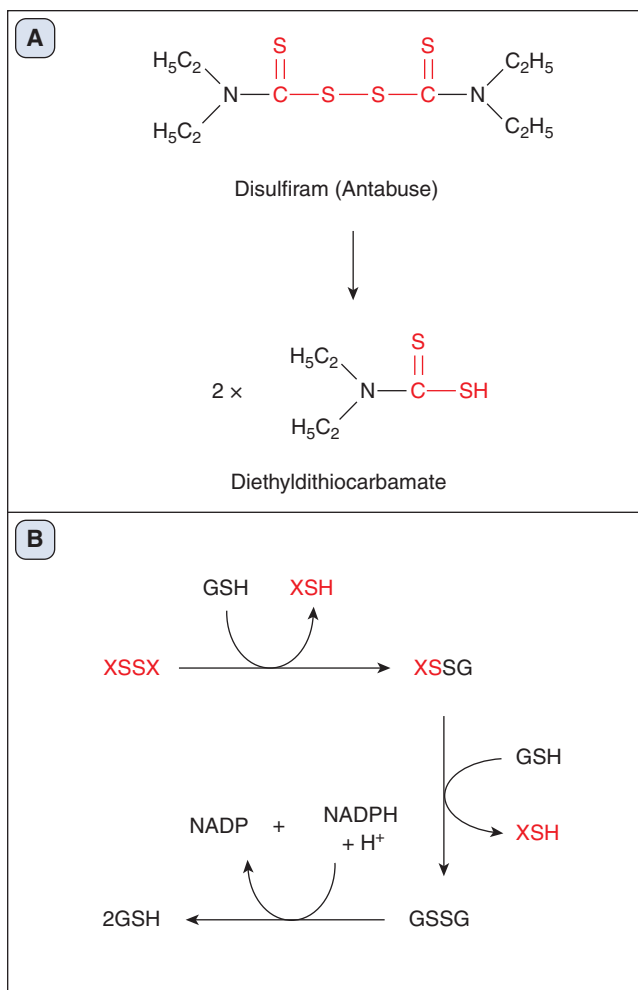 A
S S
H₅C₂ C₂H₅
N C S S C N
H₅C₂ C₂H₅
Disulfiram (Antabuse)
S
H₅C₂
2 × N C SH
H₅C₂
Diethyldithiocarbamate
B
GSH XSH
XSSX XSSG
GSH
NADP + NADPH
+ H⁺
XSH
2GSH GSSG